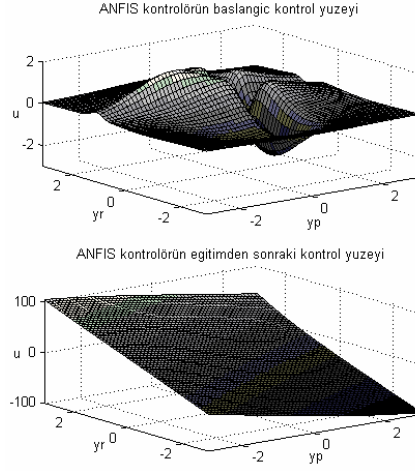 ANFIS kontrolörün baslangic kontrol yuzeyi
2
0
-2
u
2
0
-2
yr
-2
0
2
yp
ANFIS kontrolörün egitimden sonraki kontrol yuzeyi
100
0
-100
u
2
0
-2
yr
-2
0
2
yp